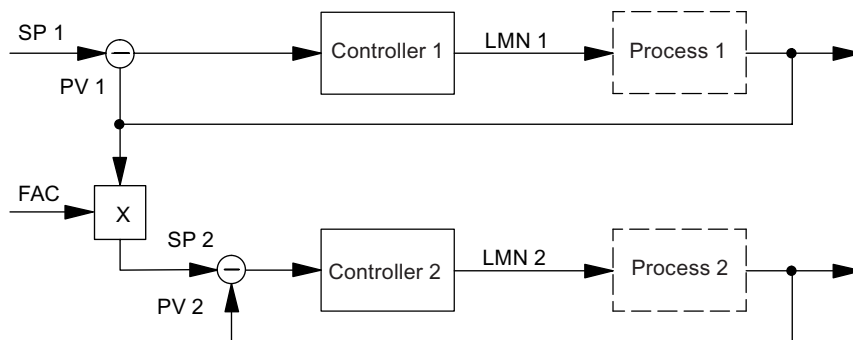 SP 1
Controller 1
LMN 1
Process 1
PV 1
FAC
X
SP 2
Controller 2
LMN 2
Process 2
PV 2